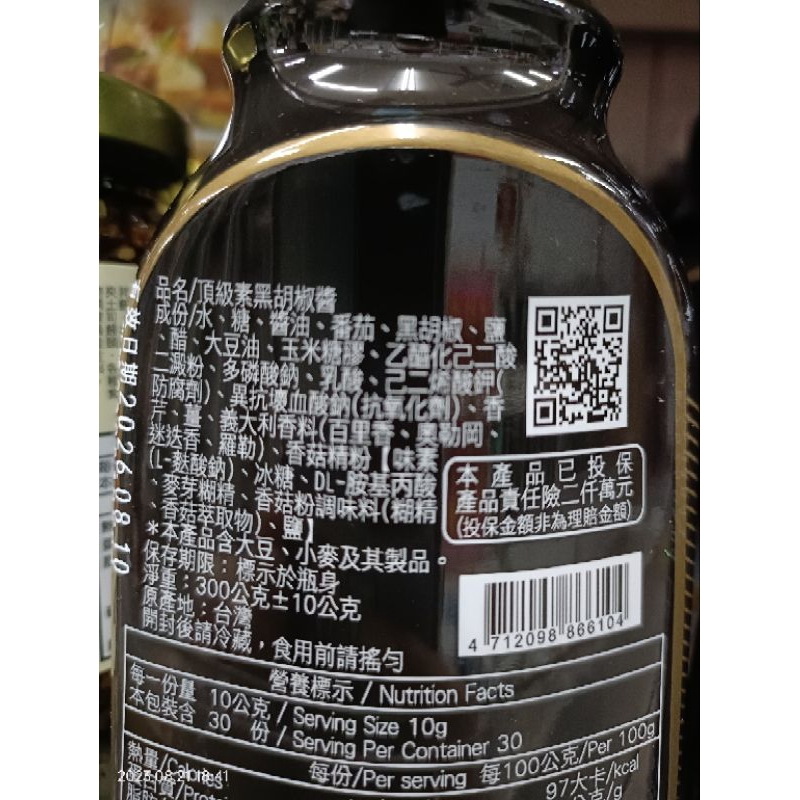 品名/頂級素黑胡椒醬
成份/水、糖、醬油、番茄、黑胡椒、鹽
、醋、大豆油、玉米糖膠、乙醯化己二酸
二澱粉、多磷酸鈉、乳酸、己二烯酸鉀(
防腐劑)、異抗壞血酸鈉(抗氧化劑)、香
芹、薑、義大利香料(百里香、奧勒岡、
迷迭香、羅勒)、香菇精粉【味素
(L-麩酸鈉)、冰糖、DL-胺基丙酸
、麥芽糊精、香菇粉調味料(糊精
、香菇萃取物)、鹽】
*本產品含大豆、小麥及其製品。
保存期限：標示於瓶身
淨重：300公克±10公克
原產地：台灣
開封後請冷藏，食用前請搖勻
有效日期20260810
本產品已投保
產品責任險二仟萬元
(投保金額非為理賠金額)
4 712098 866104
營養標示 / Nutrition Facts
每一份量 10公克 / Serving Size 10g
本包裝含 30 份 / Serving Per Container 30
每份/Per serving 每100公克/Per 100g
熱量/Calories 97大卡/kcal
2023.08.21 18:41